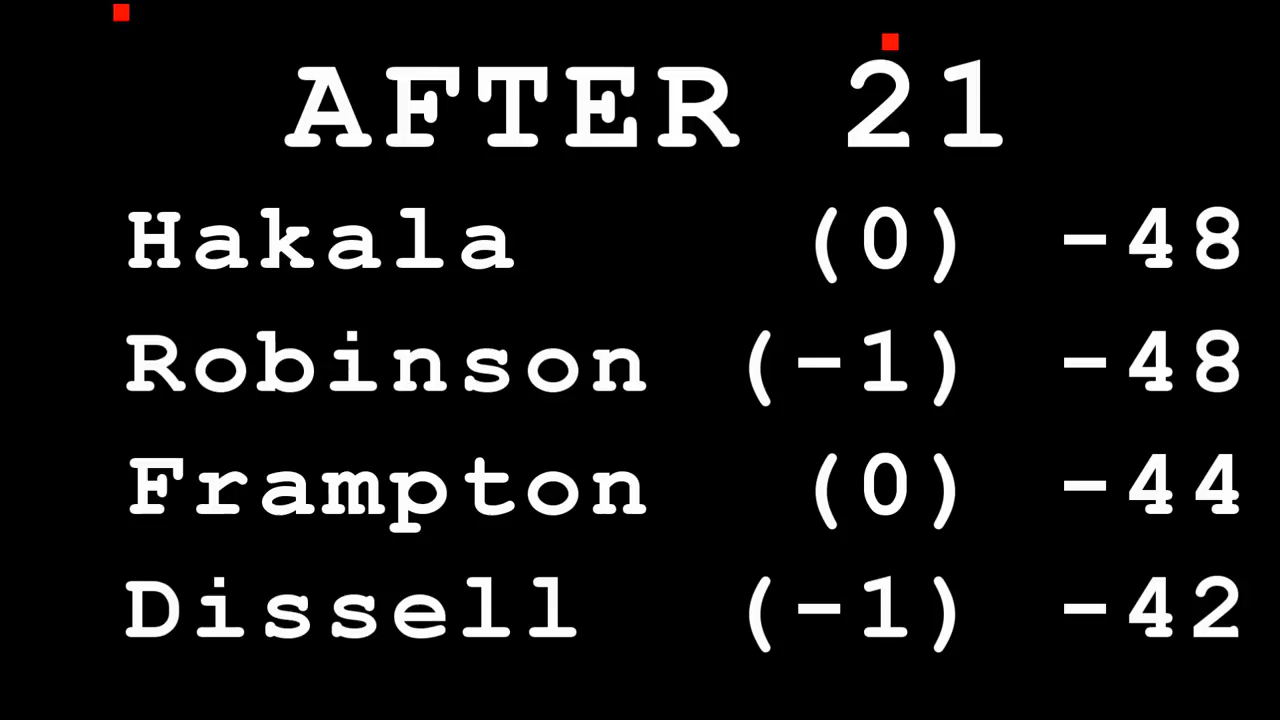 AFTER 21
Hakala (0) -48
Robinson (-1) -48
Frampton (0) -44
Dissell (-1) -42